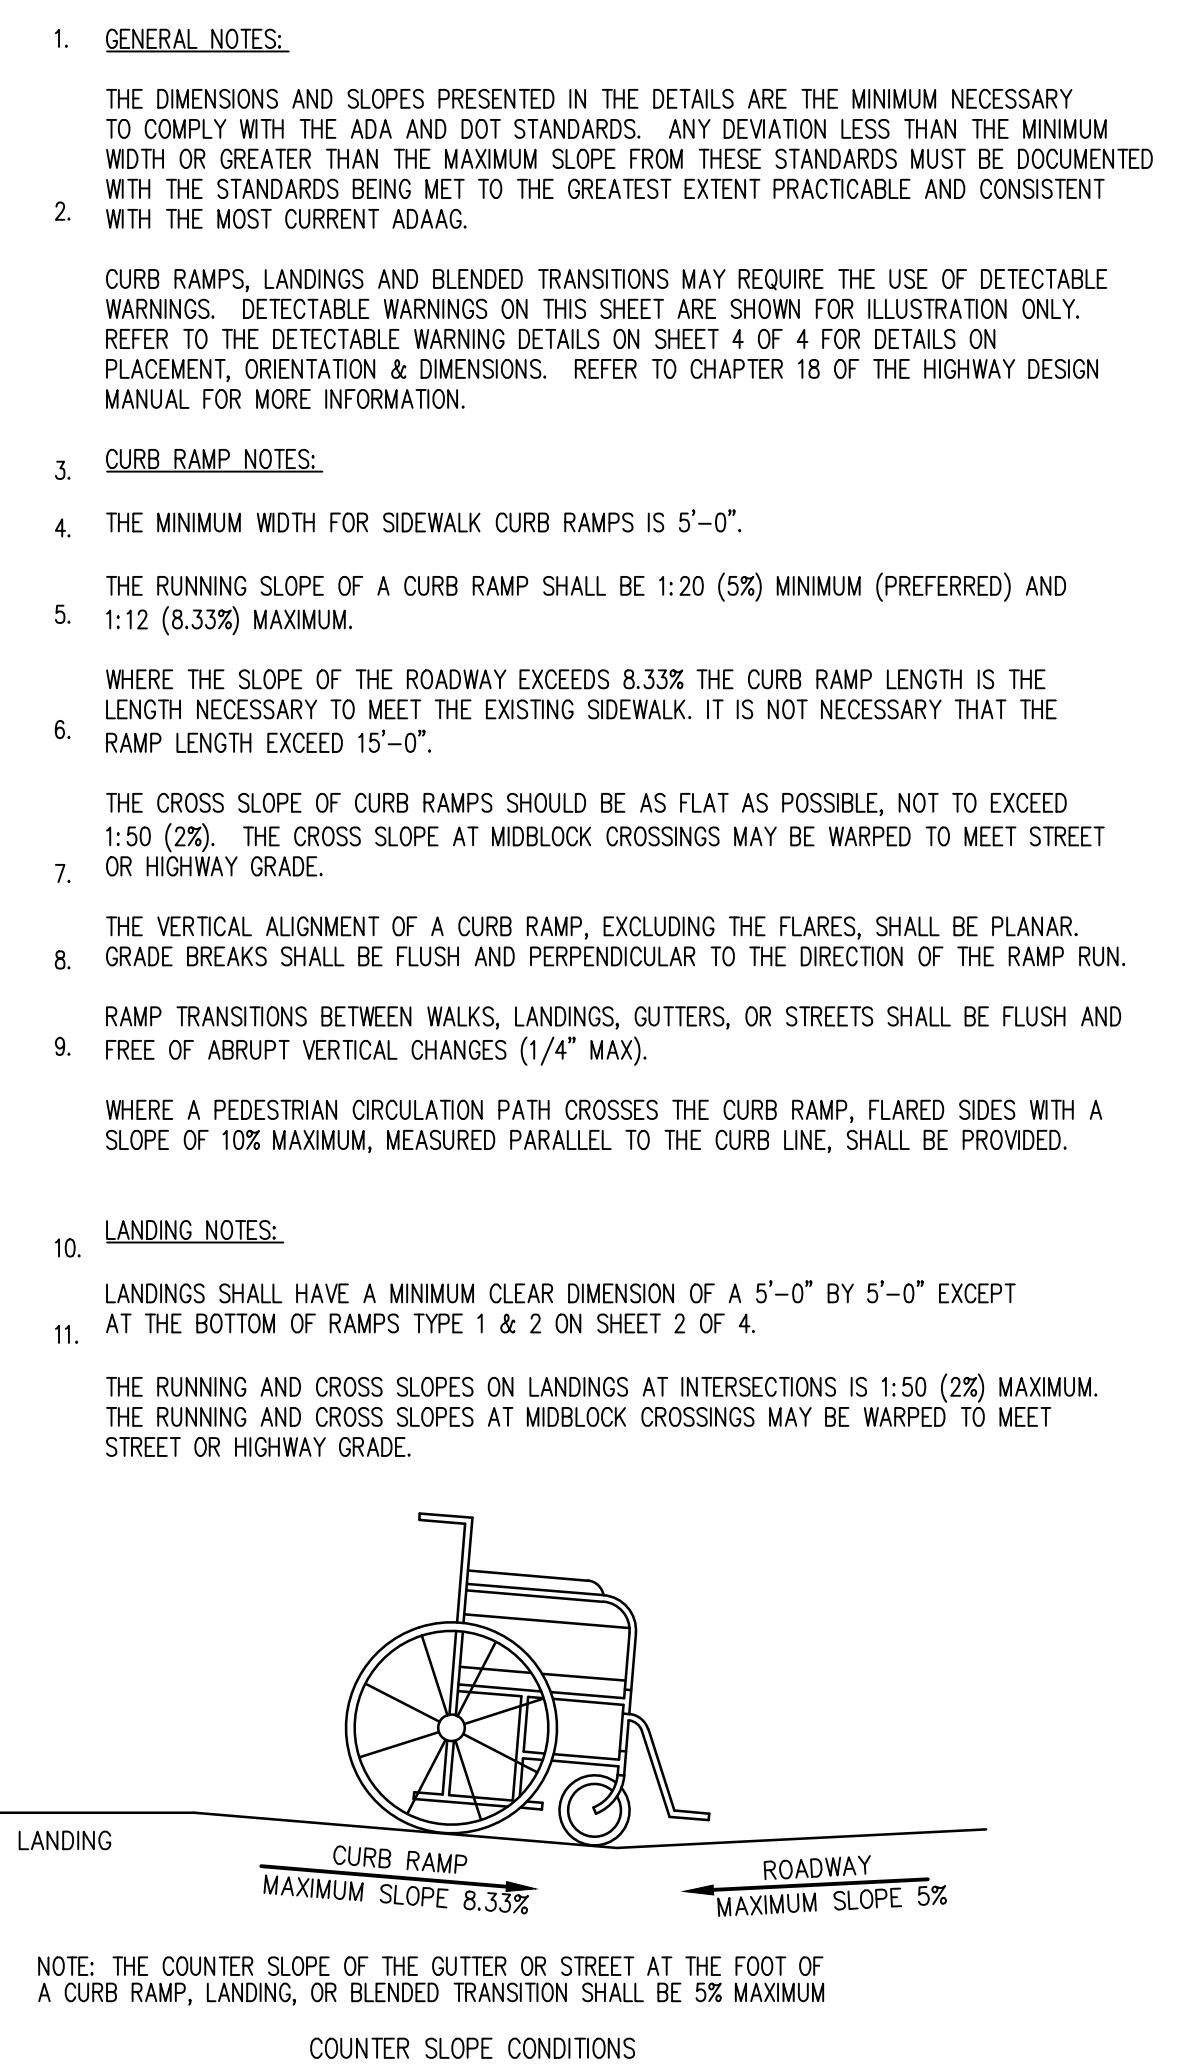 1. GENERAL NOTES:
THE DIMENSIONS AND SLOPES PRESENTED IN THE DETAILS ARE THE MINIMUM NECESSARY
TO COMPLY WITH THE ADA AND DOT STANDARDS. ANY DEVIATION LESS THAN THE MINIMUM
WIDTH OR GREATER THAN THE MAXIMUM SLOPE FROM THESE STANDARDS MUST BE DOCUMENTED
WITH THE STANDARDS BEING MET TO THE GREATEST EXTENT PRACTICABLE AND CONSISTENT
2. WITH THE MOST CURRENT ADAAG.
CURB RAMPS, LANDINGS AND BLENDED TRANSITIONS MAY REQUIRE THE USE OF DETECTABLE
WARNINGS. DETECTABLE WARNINGS ON THIS SHEET ARE SHOWN FOR ILLUSTRATION ONLY.
REFER TO THE DETECTABLE WARNING DETAILS ON SHEET 4 OF 4 FOR DETAILS ON
PLACEMENT, ORIENTATION & DIMENSIONS. REFER TO CHAPTER 18 OF THE HIGHWAY DESIGN
MANUAL FOR MORE INFORMATION.
3. CURB RAMP NOTES:
4. THE MINIMUM WIDTH FOR SIDEWALK CURB RAMPS IS 5'-0".
THE RUNNING SLOPE OF A CURB RAMP SHALL BE 1:20 (5%) MINIMUM (PREFERRED) AND
5. 1:12 (8.33%) MAXIMUM.
WHERE THE SLOPE OF THE ROADWAY EXCEEDS 8.33% THE CURB RAMP LENGTH IS THE
LENGTH NECESSARY TO MEET THE EXISTING SIDEWALK. IT IS NOT NECESSARY THAT THE
6. RAMP LENGTH EXCEED 15'-0".
THE CROSS SLOPE OF CURB RAMPS SHOULD BE AS FLAT AS POSSIBLE, NOT TO EXCEED
1:50 (2%). THE CROSS SLOPE AT MIDBLOCK CROSSINGS MAY BE WARPED TO MEET STREET
7. OR HIGHWAY GRADE.
THE VERTICAL ALIGNMENT OF A CURB RAMP, EXCLUDING THE FLARES, SHALL BE PLANAR.
8. GRADE BREAKS SHALL BE FLUSH AND PERPENDICULAR TO THE DIRECTION OF THE RAMP RUN.
RAMP TRANSITIONS BETWEEN WALKS, LANDINGS, GUTTERS, OR STREETS SHALL BE FLUSH AND
9. FREE OF ABRUPT VERTICAL CHANGES (1/4" MAX).
WHERE A PEDESTRIAN CIRCULATION PATH CROSSES THE CURB RAMP, FLARED SIDES WITH A
SLOPE OF 10% MAXIMUM, MEASURED PARALLEL TO THE CURB LINE, SHALL BE PROVIDED.
10. LANDING NOTES:
LANDINGS SHALL HAVE A MINIMUM CLEAR DIMENSION OF A 5'-0" BY 5'-0" EXCEPT
11. AT THE BOTTOM OF RAMPS TYPE 1 & 2 ON SHEET 2 OF 4.
THE RUNNING AND CROSS SLOPES ON LANDINGS AT INTERSECTIONS IS 1:50 (2%) MAXIMUM.
THE RUNNING AND CROSS SLOPES AT MIDBLOCK CROSSINGS MAY BE WARPED TO MEET
STREET OR HIGHWAY GRADE.
LANDING
CURB RAMP
MAXIMUM SLOPE 8.33%
ROADWAY
MAXIMUM SLOPE 5%
NOTE: THE COUNTER SLOPE OF THE GUTTER OR STREET AT THE FOOT OF
A CURB RAMP, LANDING, OR BLENDED TRANSITION SHALL BE 5% MAXIMUM
COUNTER SLOPE CONDITIONS